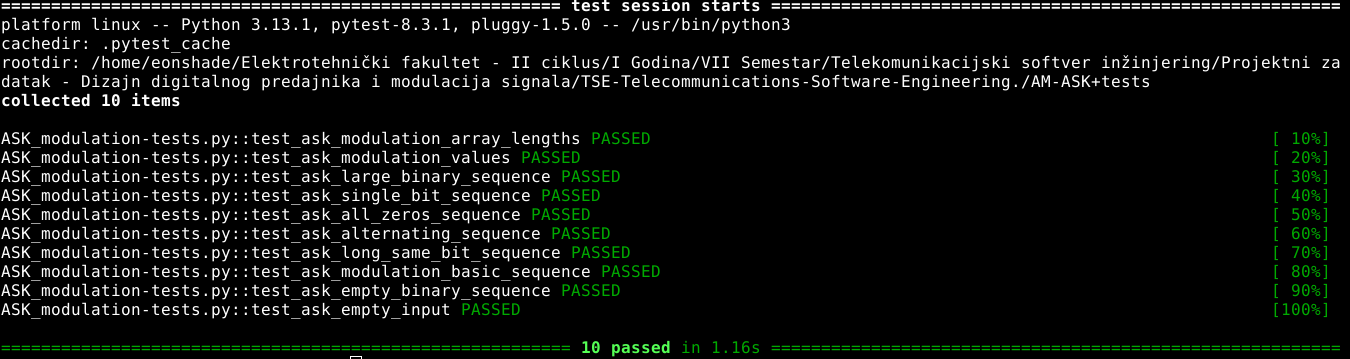 ======================================================== test session starts =========================================================
platform linux -- Python 3.13.1, pytest-8.3.1, pluggy-1.5.0 -- /usr/bin/python3
cachedir: .pytest_cache
rootdir: /home/eonshade/Elektrotehnički fakultet - II ciklus/I Godina/VII Semestar/Telekomunikacijski softver inžinjering/Projektni za
datak - Dizajn digitalnog predajnika i modulacija signala/TSE-Telecommunications-Software-Engineering./AM-ASK+tests
collected 10 items
ASK_modulation-tests.py::test_ask_modulation_array_lengths PASSED [ 10%]
ASK_modulation-tests.py::test_ask_modulation_values PASSED [ 20%]
ASK_modulation-tests.py::test_ask_large_binary_sequence PASSED [ 30%]
ASK_modulation-tests.py::test_ask_single_bit_sequence PASSED [ 40%]
ASK_modulation-tests.py::test_ask_all_zeros_sequence PASSED [ 50%]
ASK_modulation-tests.py::test_ask_alternating_sequence PASSED [ 60%]
ASK_modulation-tests.py::test_ask_long_same_bit_sequence PASSED [ 70%]
ASK_modulation-tests.py::test_ask_modulation_basic_sequence PASSED [ 80%]
ASK_modulation-tests.py::test_ask_empty_binary_sequence PASSED [ 90%]
ASK_modulation-tests.py::test_ask_empty_input PASSED [100%]
========================================================= 10 passed in 1.16s =========================================================